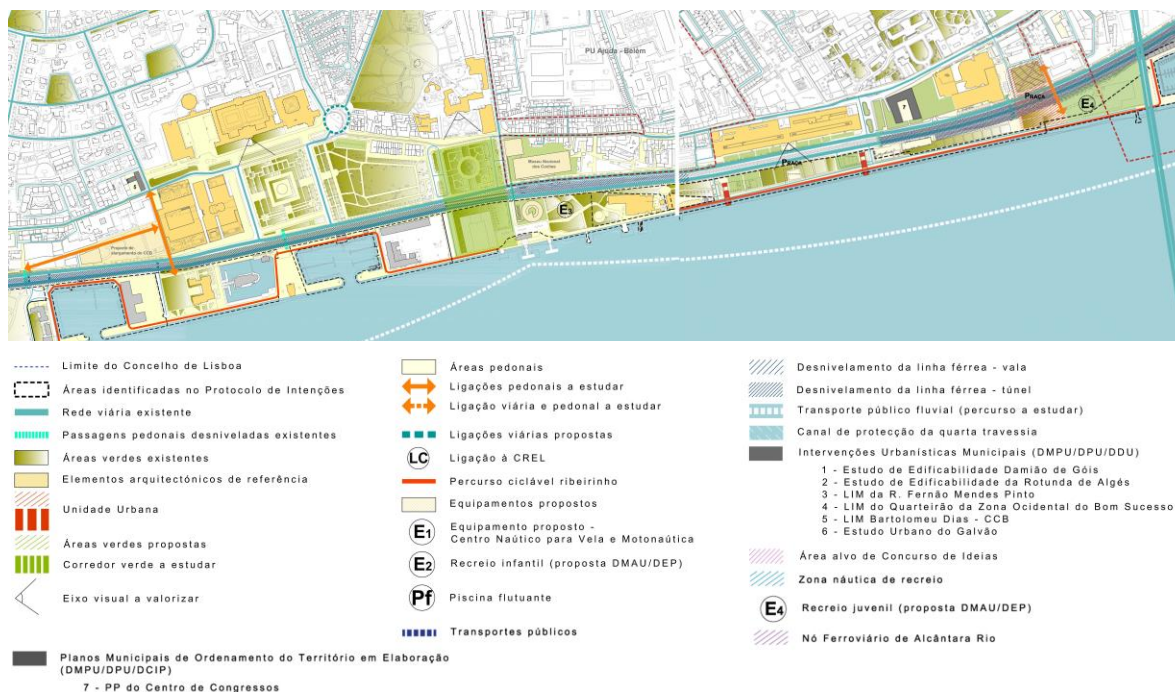 PU Ajuda - Belém
Museu Nacional
dos Coches
Proposta de
alargamento do CCB
5
E3
7
PRAÇA
PRAÇA
E4
Limite do Concelho de Lisboa
Áreas identificadas no Protocolo de Intenções
Rede viária existente
Passagens pedonais desniveladas existentes
Áreas verdes existentes
Elementos arquitectónicos de referência
Unidade Urbana
Áreas verdes propostas
Corredor verde a estudar
Eixo visual a valorizar
Planos Municipais de Ordenamento do Território em Elaboração
(DMPU/DPU/DCIP)
7 - PP do Centro de Congressos
Áreas pedonais
Ligações pedonais a estudar
Ligação viária e pedonal a estudar
Ligações viárias propostas
LC Ligação à CREL
Percurso ciclável ribeirinho
Equipamentos propostos
E1 Equipamento proposto -
Centro Naútico para Vela e Motonaútica
E2 Recreio infantil (proposta DMAU/DEP)
Pf Piscina flutuante
Transportes públicos
Desnivelamento da linha férrea - vala
Desnivelamento da linha férrea - túnel
Transporte público fluvial (percurso a estudar)
Canal de protecção da quarta travessia
Intervenções Urbanísticas Municipais (DMPU/DPU/DDU)
1 - Estudo de Edificabilidade Damião de Góis
2 - Estudo de Edificabilidade da Rotunda de Algés
3 - LIM da R. Fernão Mendes Pinto
4 - LIM do Quarteirão da Zona Ocidental do Bom Sucesso
5 - LIM Bartolomeu Dias - CCB
6 - Estudo Urbano do Galvão
Área alvo de Concurso de Ideias
Zona náutica de recreio
E4 Recreio juvenil (proposta DMAU/DEP)
Nó Ferroviário de Alcântara Rio